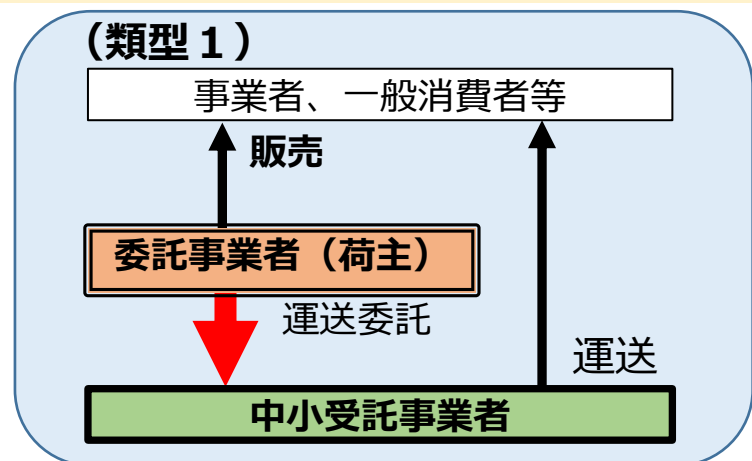 （類型１）
事業者、一般消費者等
販売
委託事業者（荷主）
運送委託
運送
中小受託事業者